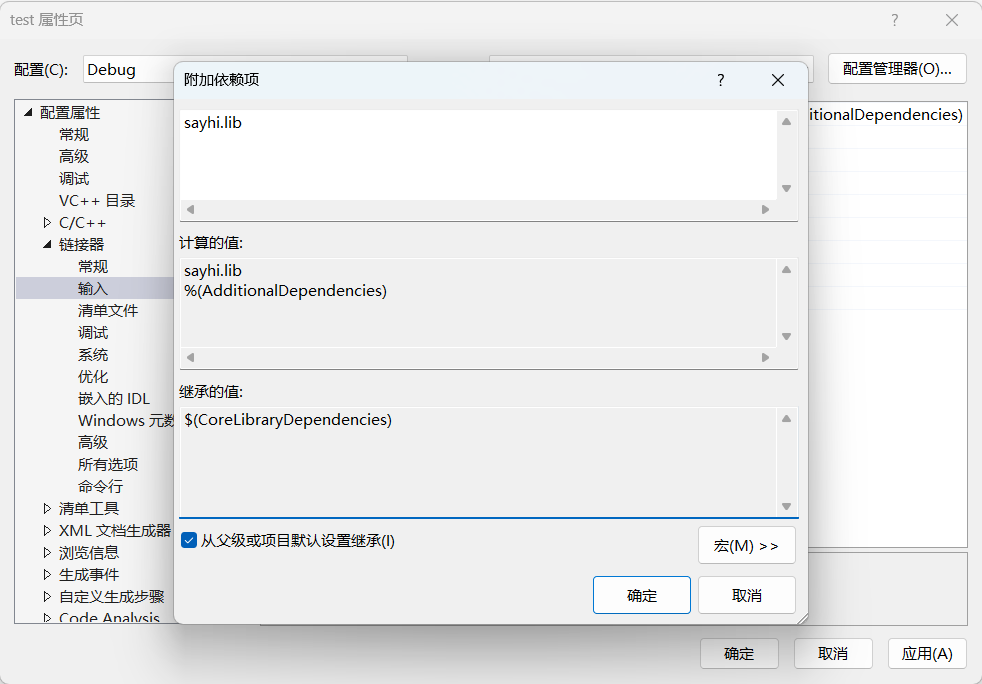 test 属性页
配置(C):
Debug
配置管理器(O)...
附加依赖项
sayhi.lib
计算的值:
sayhi.lib
%(AdditionalDependencies)
继承的值:
$(CoreLibraryDependencies)
从父级或项目默认设置继承(I)
宏(M) >>
确定
取消
配置属性
常规
高级
调试
VC++ 目录
C/C++
链接器
常规
输入
清单文件
调试
系统
优化
嵌入的 IDL
Windows 元数
高级
所有选项
命令行
清单工具
XML 文档生成器
浏览信息
生成事件
自定义生成步骤
Code Analysis
itionalDependencies)
确定
取消
应用(A)